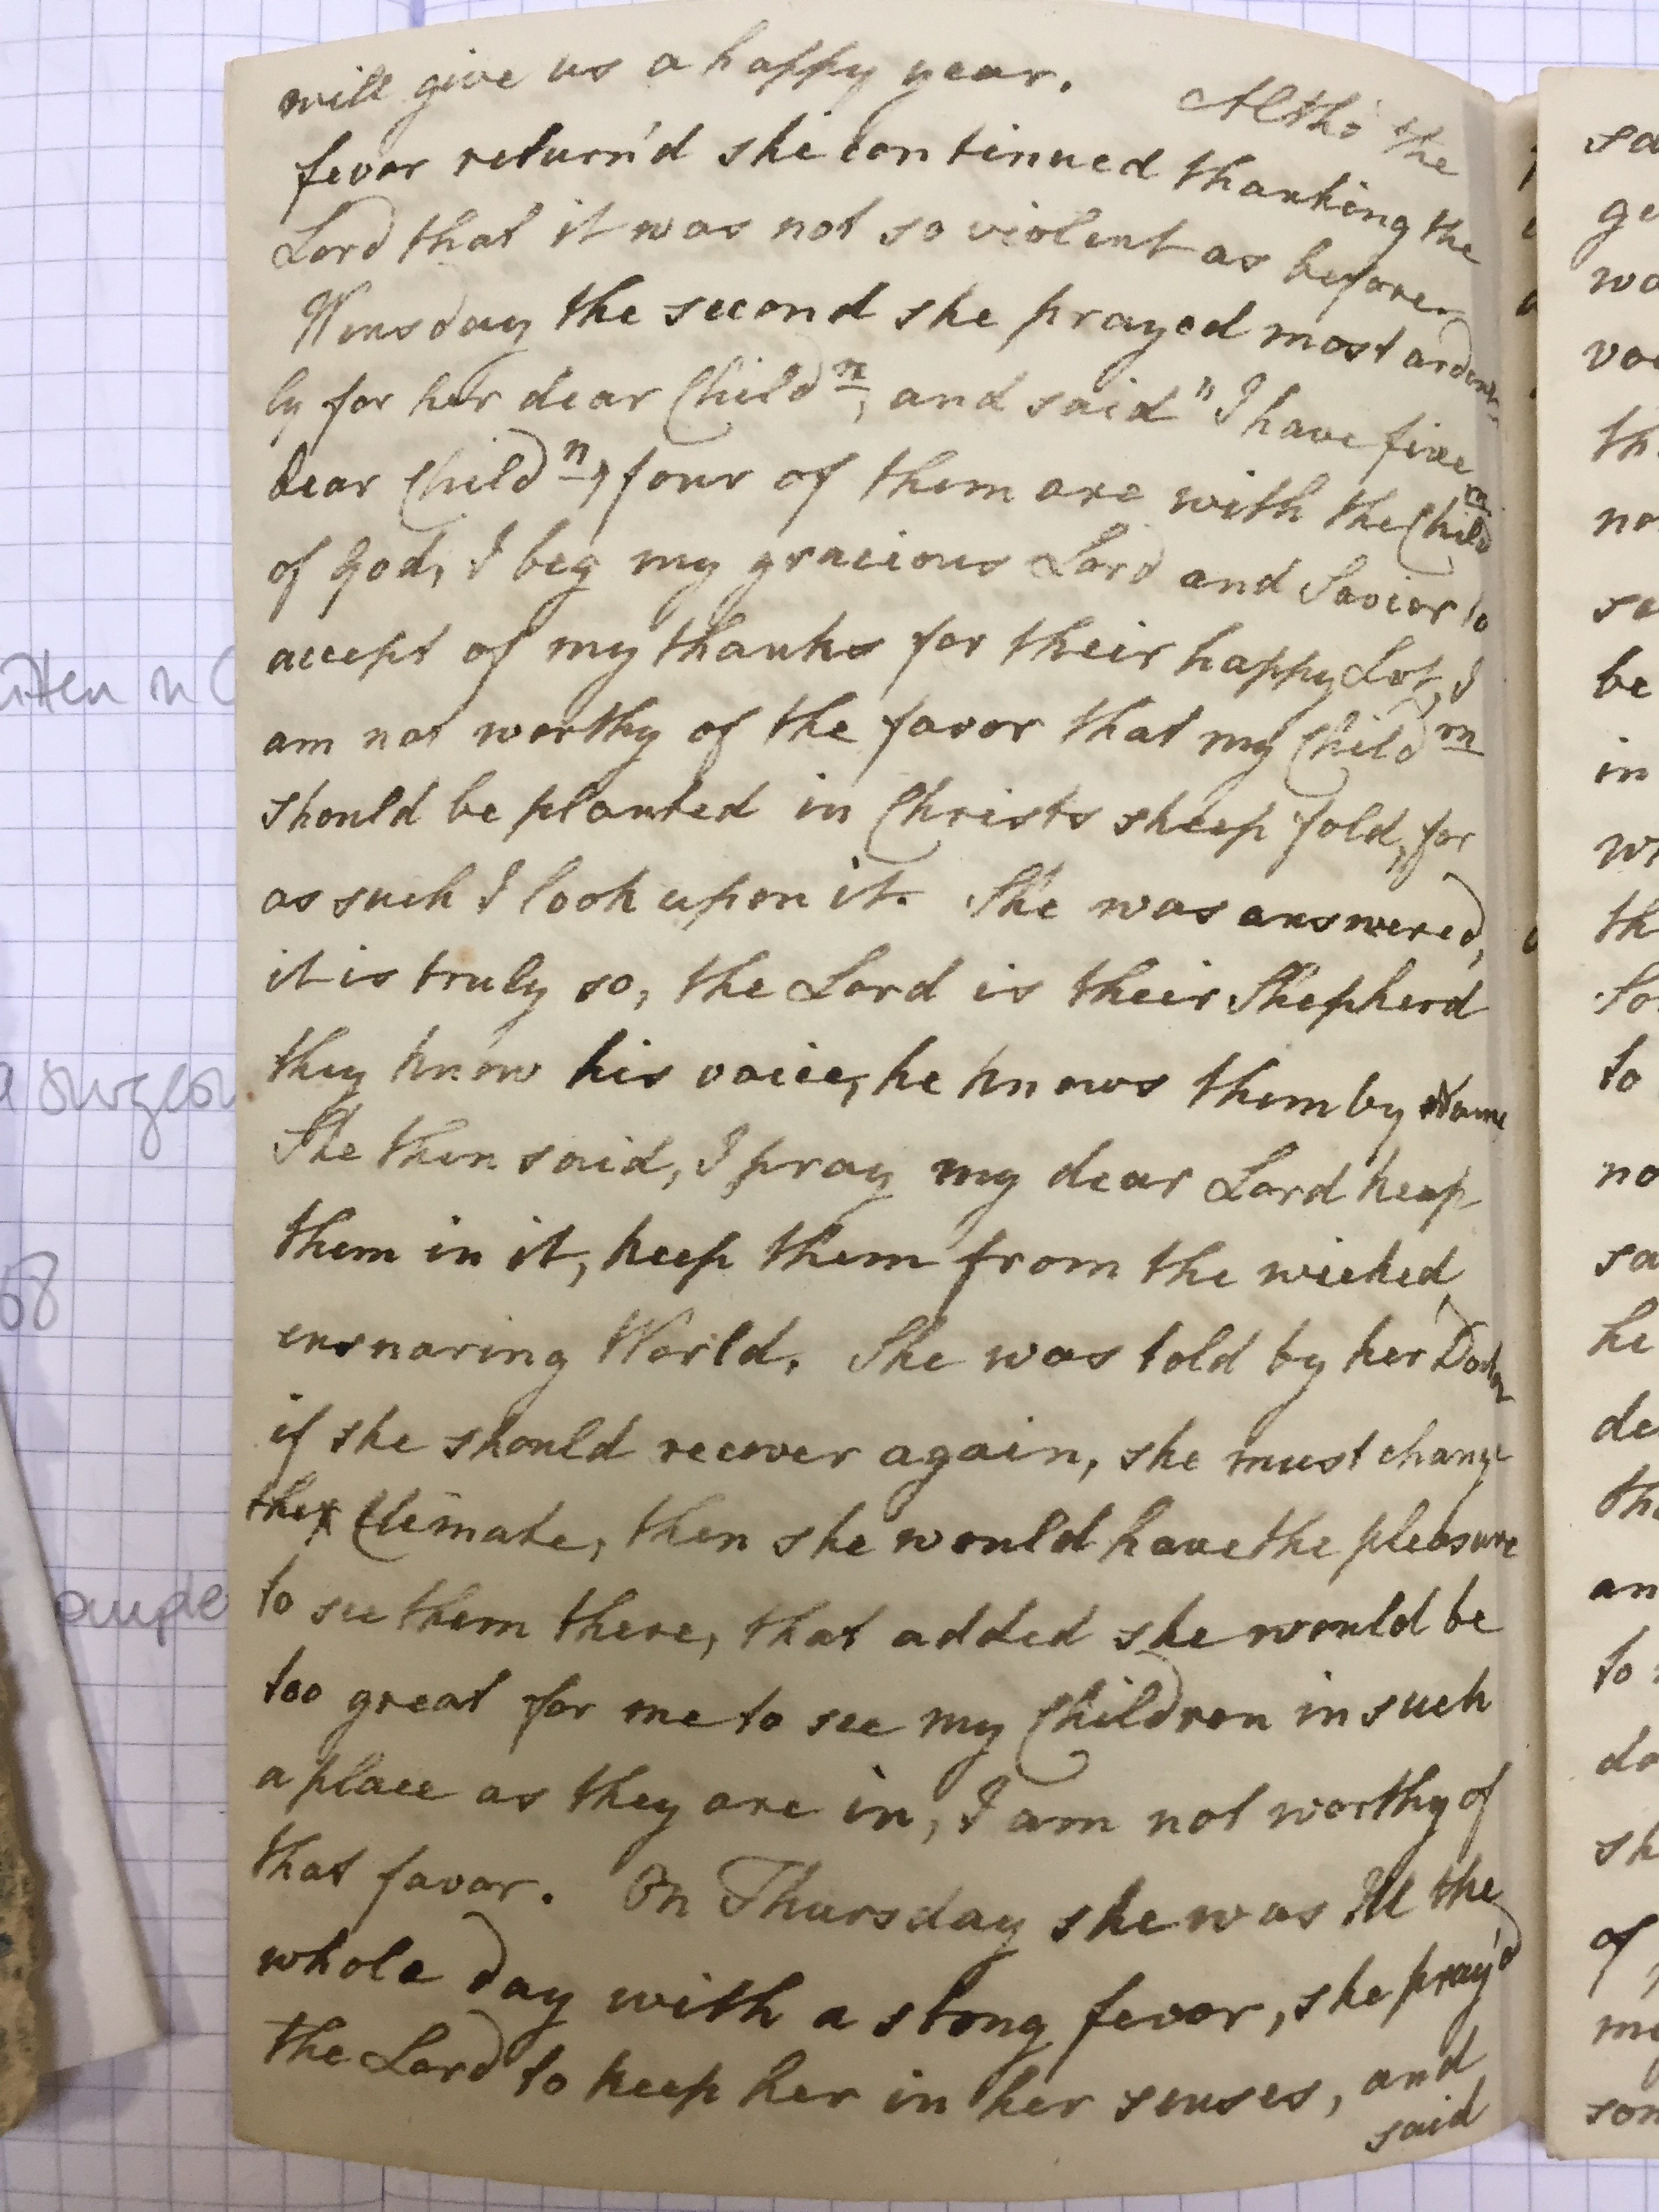 will give us a happy year. Altho' the
fevor return'd she continued thanking the
Lord that it was not so violent as before.
Wensday the second she prayed most ardent-
ly for her dear Childn, and said "I have five
dear Childn, four of them are with the Childn
of God, I beg my gracious Lord and Savior to
accept of my thanks for their happy Lot, I
am not worthy of the favor that my Childrn
should be planted in Christs sheep fold, for
as such I look upon it. She was answered,
it is truly so, the Lord is their Shepherd
they know his voice, he knows them by Name
She then said, I pray my dear Lord keep
them in it, keep them from the wicked,
ensnaring World. She was told by her Doctor
if she should recover again, she must change
the Climate, then she would have the pleasure
to see them there, that added she would be
too great for me to see my Children in such
a place as they are in, I am not worthy of
that favor. On Thursday she was Ill the
whole day with a stong fevor, she pray'd
the Lord to keep her in her senses, and
said